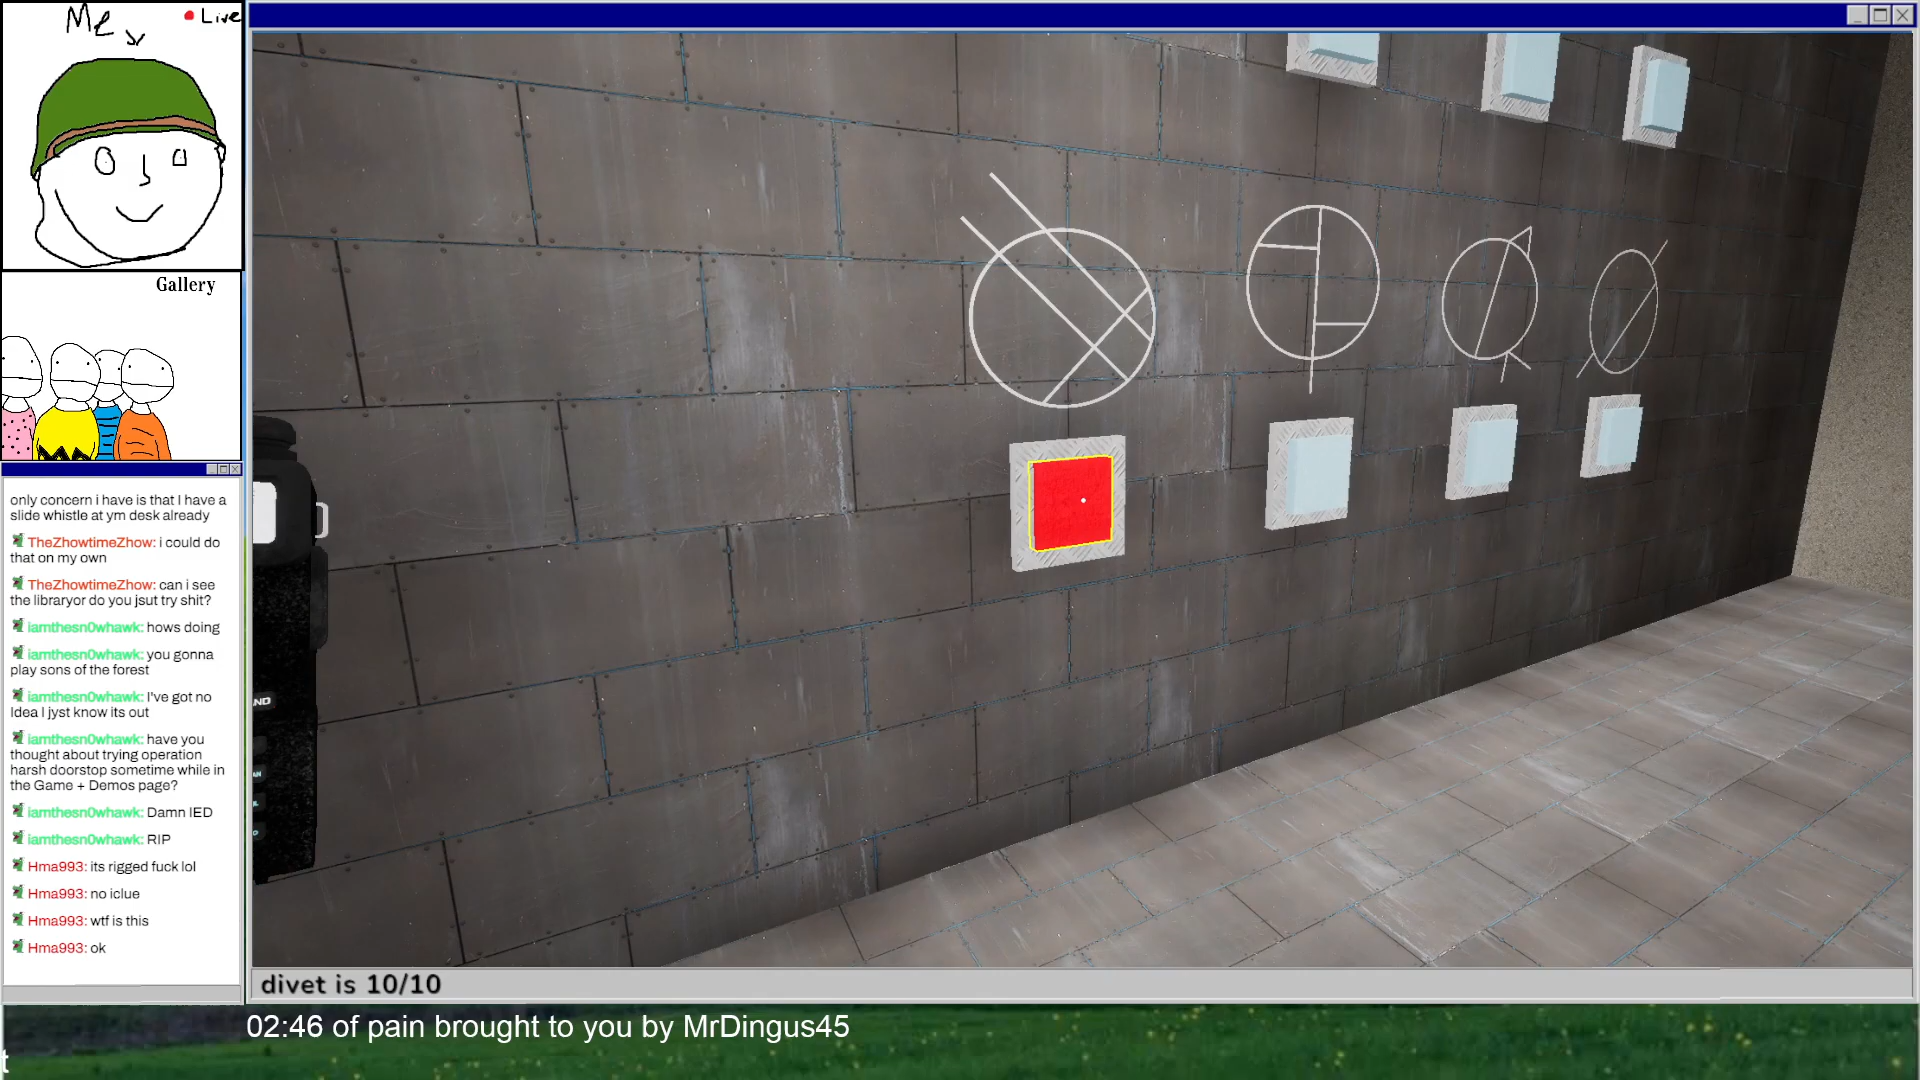 Me
Live
Gallery
only concern i have is that I have a
slide whistle at ym desk already
TheZhowtimeZhow: i could do
that on my own
TheZhowtimeZhow: can i see
the libraryor do you jsut try shit?
iamthesn0whawk: hows doing
iamthesn0whawk: you gonna
play sons of the forest
iamthesn0whawk: I've got no
Idea I jyst know its out
iamthesn0whawk: have you
thought about trying operation
harsh doorstop sometime while in
the Game + Demos page?
iamthesn0whawk: Damn IED
iamthesn0whawk: RIP
Hma993: its rigged fuck lol
Hma993: no iclue
Hma993: wtf is this
Hma993: ok
divet is 10/10
02:46 of pain brought to you by MrDingus45
t